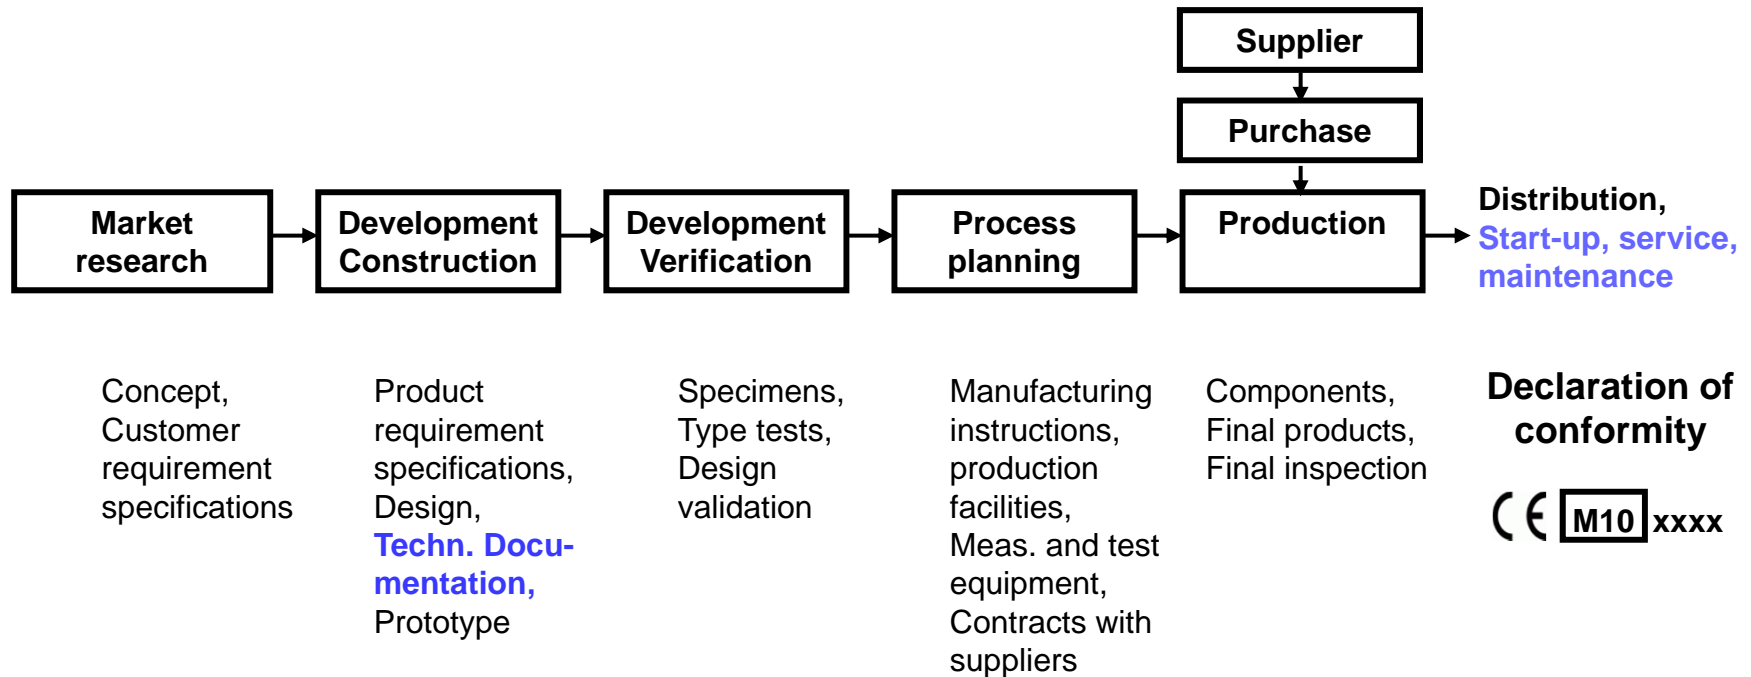 Supplier
Purchase
Market
research
Development
Construction
Development
Verification
Process
planning
Production
Distribution,
Start-up, service,
maintenance
Concept,
Customer
requirement
specifications
Product
requirement
specifications,
Design,
Techn. Docu-
mentation,
Prototype
Specimens,
Type tests,
Design
validation
Manufacturing
instructions,
production
facilities,
Meas. and test
equipment,
Contracts with
suppliers
Components,
Final products,
Final inspection
Declaration of
conformity
CE M10 xxxx